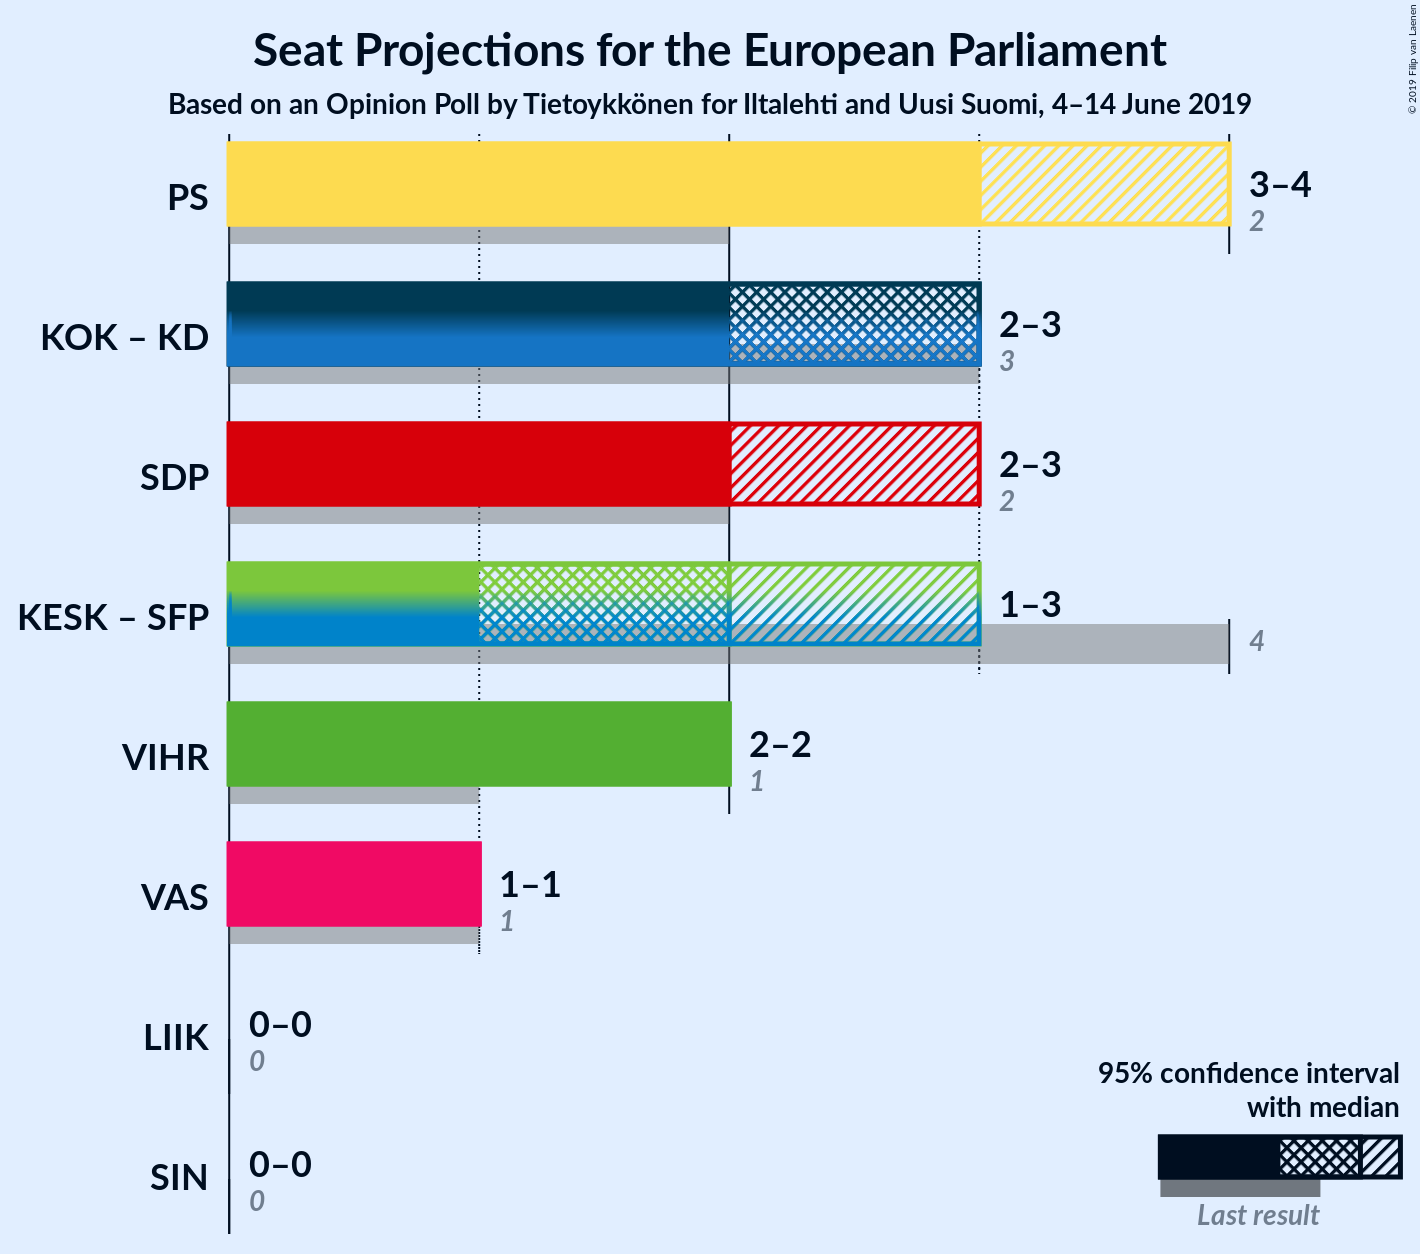 Seat Projections for the European Parliament
Based on an Opinion Poll by Tietoykkönen for Iltalehti and Uusi Suomi, 4–14 June 2019
© 2019 Filip van Laenen
PS
3–4
2
KOK – KD
2–3
3
SDP
2–3
2
KESK – SFP
1–3
4
VIHR
2–2
1
VAS
1–1
1
LIIK
0–0
0
SIN
0–0
0
95% confidence interval
with median
Last result